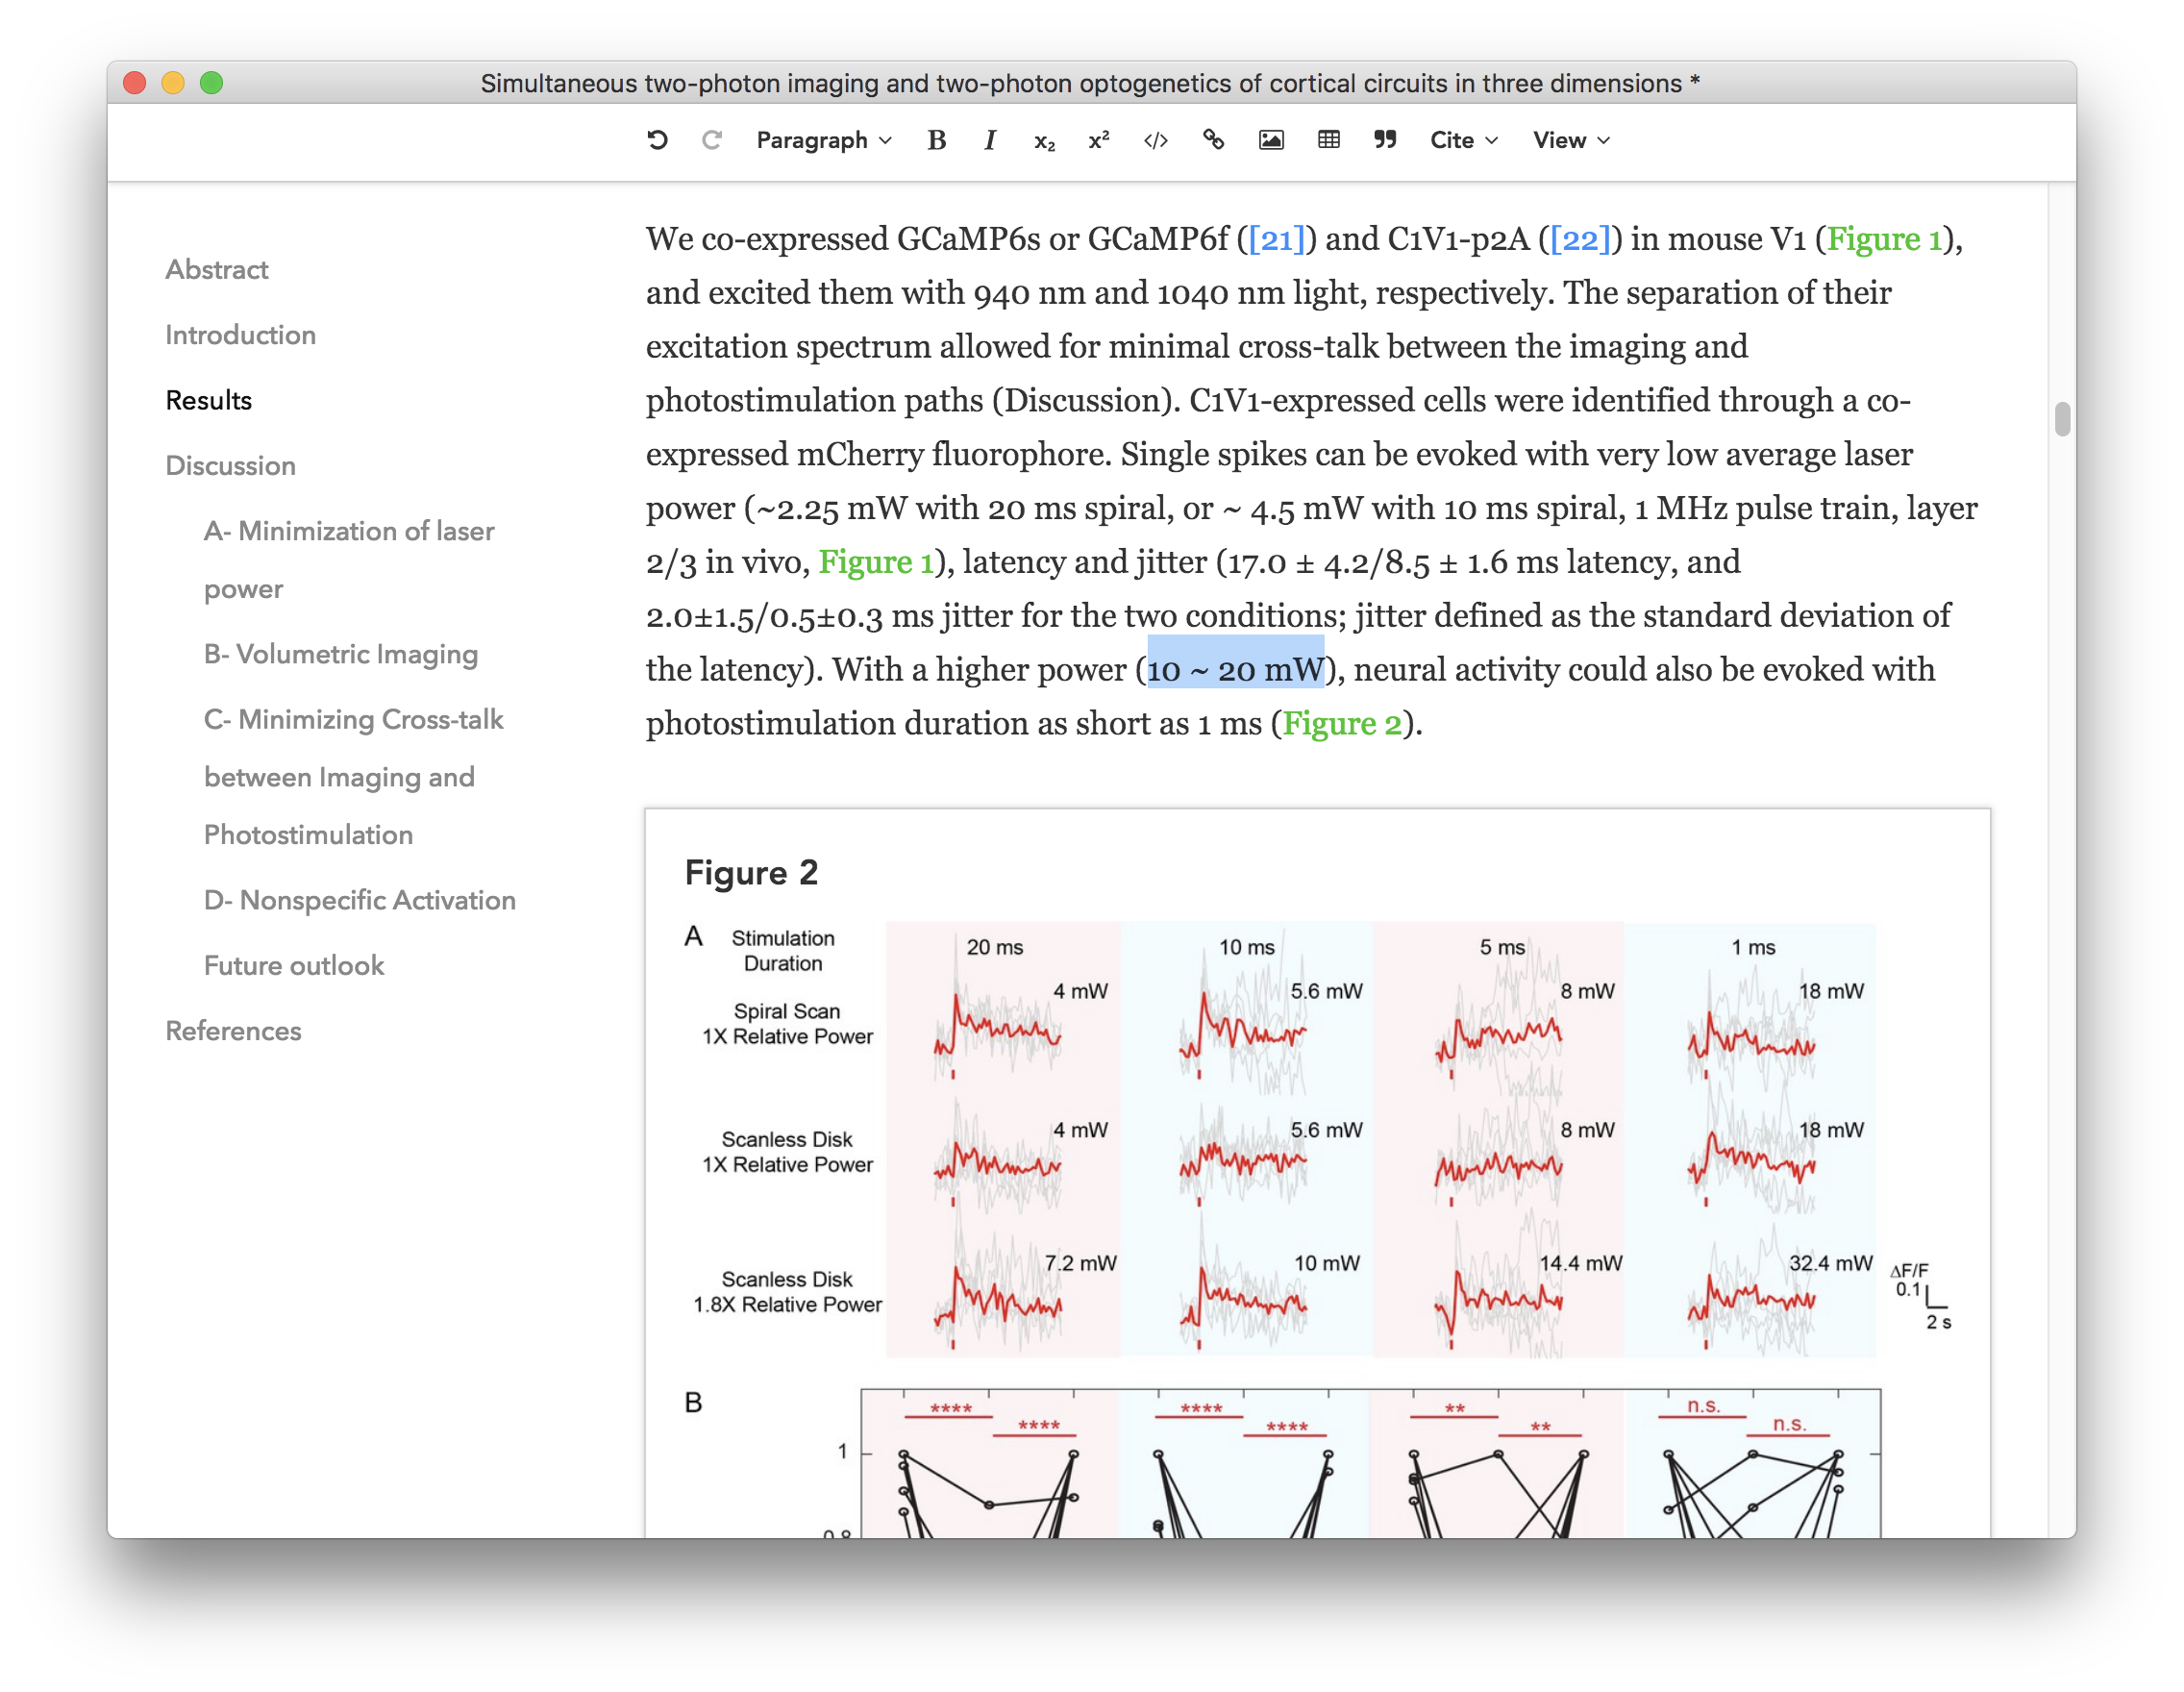 Simultaneous two-photon imaging and two-photon optogenetics of cortical circuits in three dimensions *
Paragraph B I x₂ x² </> Cite View
Abstract
Introduction
Results
Discussion
A- Minimization of laser
power
B- Volumetric Imaging
C- Minimizing Cross-talk
between Imaging and
Photostimulation
D- Nonspecific Activation
Future outlook
References
We co-expressed GCaMP6s or GCaMP6f ([21]) and C1V1-p2A ([22]) in mouse V1 (Figure 1),
and excited them with 940 nm and 1040 nm light, respectively. The separation of their
excitation spectrum allowed for minimal cross-talk between the imaging and
photostimulation paths (Discussion). C1V1-expressed cells were identified through a co-
expressed mCherry fluorophore. Single spikes can be evoked with very low average laser
power (~2.25 mW with 20 ms spiral, or ~ 4.5 mW with 10 ms spiral, 1 MHz pulse train, layer
2/3 in vivo, Figure 1), latency and jitter (17.0 ± 4.2/8.5 ± 1.6 ms latency, and
2.0±1.5/0.5±0.3 ms jitter for the two conditions; jitter defined as the standard deviation of
the latency). With a higher power (10 ~ 20 mW), neural activity could also be evoked with
photostimulation duration as short as 1 ms (Figure 2).
Figure 2
A
Stimulation
Duration
20 ms 10 ms 5 ms 1 ms
Spiral Scan
1X Relative Power
4 mW 5.6 mW 8 mW 18 mW
Scanless Disk
1X Relative Power
4 mW 5.6 mW 8 mW 18 mW
Scanless Disk
1.8X Relative Power
7.2 mW 10 mW 14.4 mW 32.4 mW
ΔF/F
0.1
2 s
B
**** **** ** n.s.
**** **** ** n.s.
1
0.8